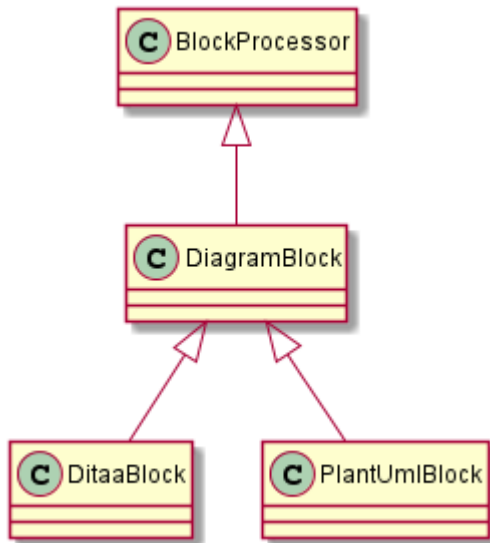 C BlockProcessor
C DiagramBlock
C DitaaBlock
C PlantUmlBlock